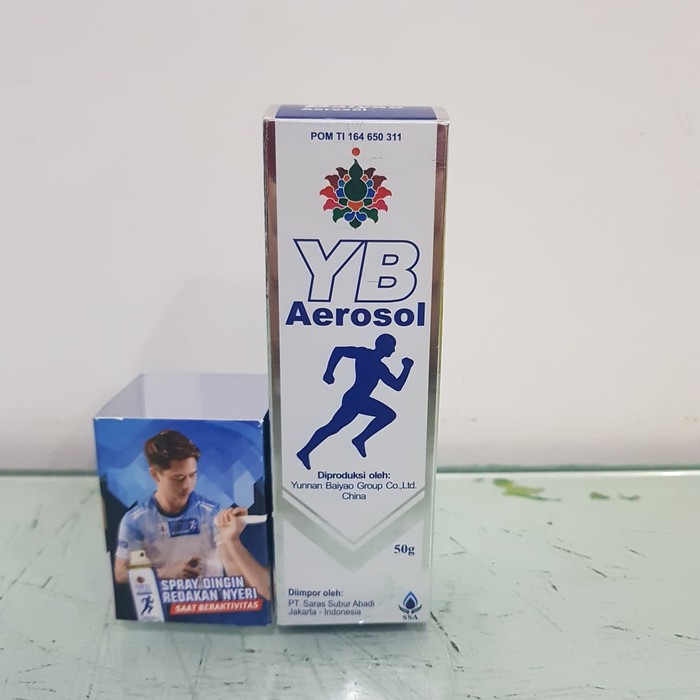 Aerosol
POM TI 164 650 311
YB
Aerosol
Diproduksi oleh:
Yunnan Baiyao Group Co.,Ltd.
China
50g
Diimpor oleh:
PT. Saras Subur Abadi
Jakarta - Indonesia
SSA
SPRAY DINGIN
REDAKAN NYERI
SAAT BERAKTIVITAS